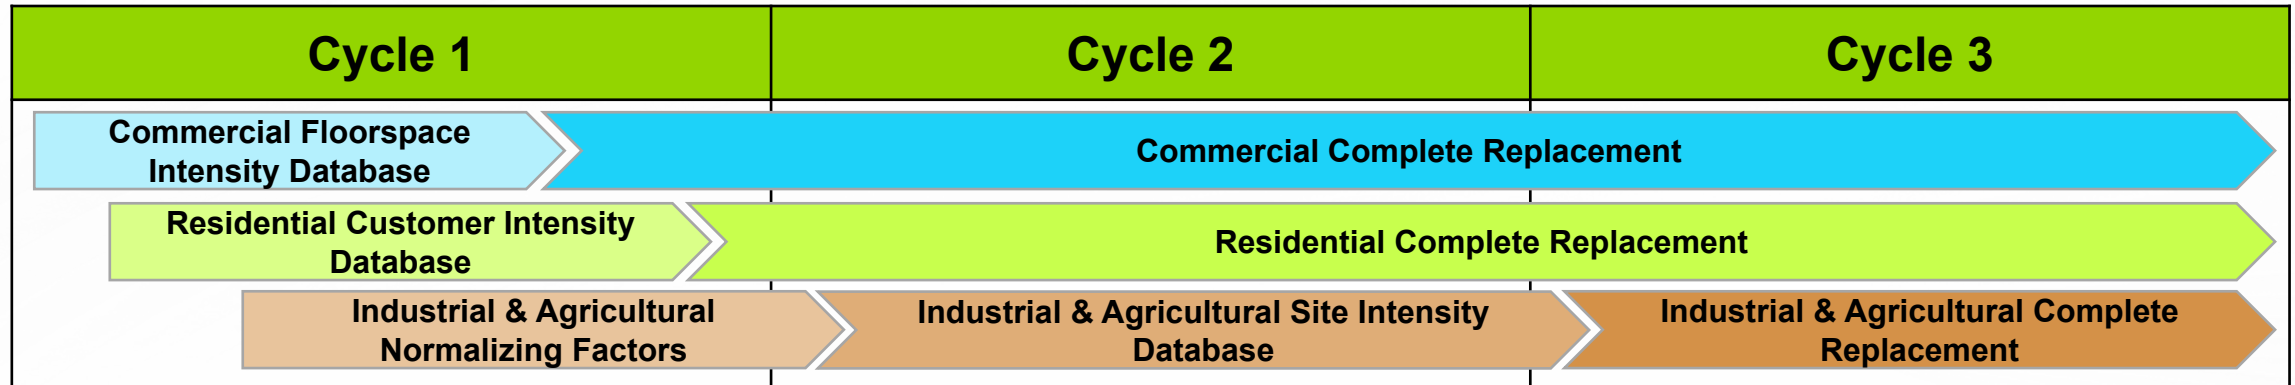 Cycle 1
Cycle 2
Cycle 3
Commercial Floorspace
Intensity Database
Commercial Complete Replacement
Residential Customer Intensity
Database
Residential Complete Replacement
Industrial & Agricultural
Normalizing Factors
Industrial & Agricultural Site Intensity
Database
Industrial & Agricultural Complete
Replacement